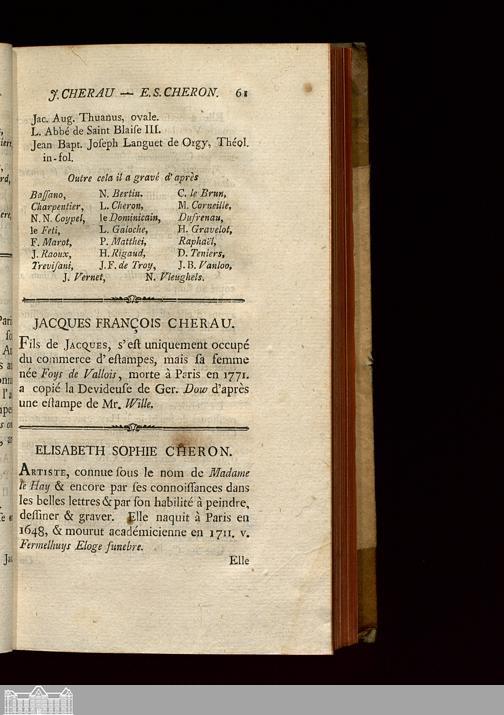 J. CHERAU — E. S. CHERON. 61
Jac. Aug. Thuanus, ovale.
L. Abbé de Saint Blaiſe III.
Jean Bapt. Joſeph Languet de Orgy, Théol.
in-fol.
Outre cela il a gravé d'après
Baſſano, N. Bertin. C. le Brun,
Charpentier, L. Cheron, M. Corneille,
N. N. Coypel, le Dominicain, Duſrenau,
le Feti, L. Galoche, H. Gravelot,
F. Marot, P. Matthei, Raphaël,
J. Raoux, H. Rigaud, D. Teniers,
Treviſani, J. F. de Troy, J. B. Vanloo,
J. Vernet, N. Vleughels.
JACQUES FRANÇOIS CHERAU.
Fils de JACQUES, s'eſt uniquement occupé
du commerce d'eſtampes, mais ſa femme
née Foys de Vallois, morte à Paris en 1771.
a copié la Devideuſe de Ger. Dow d'après
une eſtampe de Mr. Wille.
ELISABETH SOPHIE CHERON.
ARTISTE, connue ſous le nom de Madame
le Hay & encore par ſes connoiſſances dans
les belles lettres & par ſon habilité à peindre,
deſſiner & graver. Elle naquit à Paris en
1648, & mourut académicienne en 1711. v.
Fermelhuys Eloge funebre.
Elle